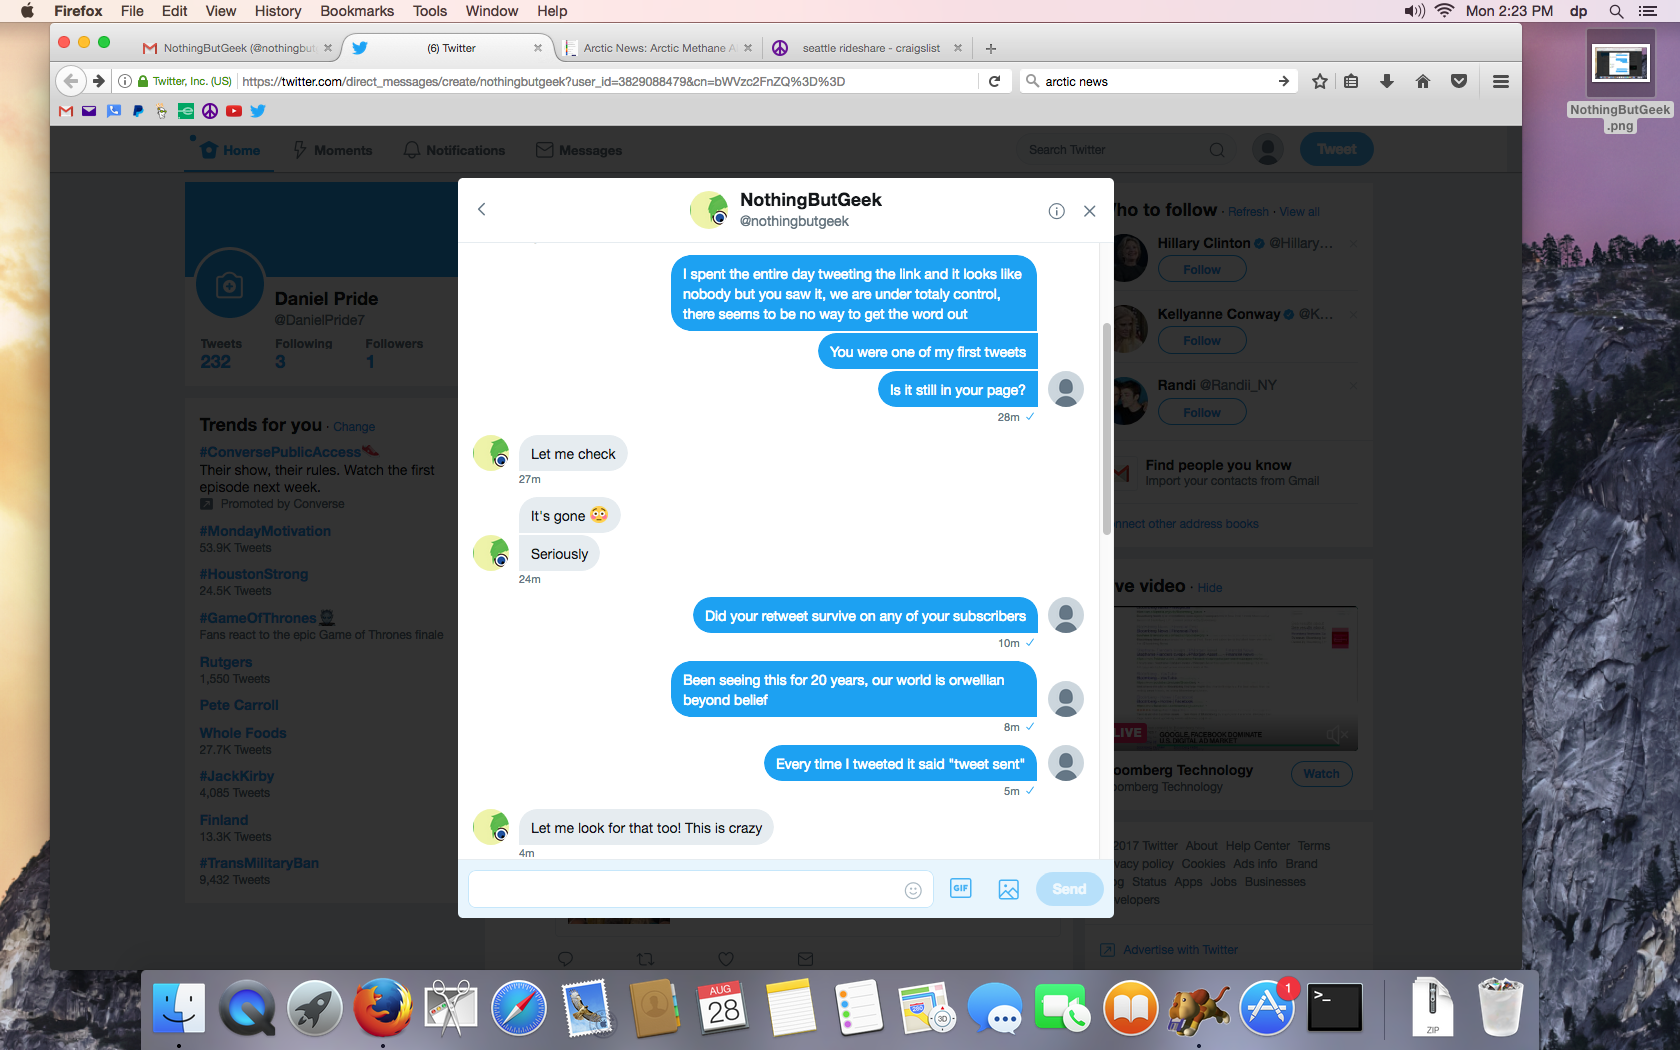 Firefox File Edit View History Bookmarks Tools Window Help
Mon 2:23 PM dp
NothingButGeek (@nothingbut
(6) Twitter
Arctic News: Arctic Methane A
seattle rideshare - craigslist
Twitter, Inc. (US)
https://twitter.com/direct_messages/create/nothingbutgeek?user_id=3829088479&cn=bWVzc2FnZQ%3D%3D
arctic news
NothingButGeek
.png
Home
Moments
Notifications
Messages
Search Twitter
Tweet
Daniel Pride
@DanielPride7
Tweets Following Followers
232 3 1
Trends for you · Change
#ConversePublicAccess
Their show, their rules. Watch the first
episode next week.
Promoted by Converse
#MondayMotivation
53.9K Tweets
#HoustonStrong
24.5K Tweets
#GameOfThrones
Fans react to the epic Game of Thrones finale
Rutgers
1,550 Tweets
Pete Carroll
Whole Foods
27.7K Tweets
#JackKirby
4,085 Tweets
Finland
13.3K Tweets
#TransMilitaryBan
9,432 Tweets
NothingButGeek
@nothingbutgeek
I spent the entire day tweeting the link and it looks like
nobody but you saw it, we are under totaly control,
there seems to be no way to get the word out
You were one of my first tweets
Is it still in your page?
28m ✓
Let me check
27m
It's gone 😳
Seriously
24m
Did your retweet survive on any of your subscribers
10m ✓
Been seeing this for 20 years, our world is orwellian
beyond belief
8m ✓
Every time I tweeted it said "tweet sent"
5m ✓
Let me look for that too! This is crazy
4m
GIF
Send
ho to follow · Refresh · View all
Hillary Clinton @Hillary...
Follow
Kellyanne Conway @K...
Follow
Randi @Randii_NY
Follow
Find people you know
Import your contacts from Gmail
nnect other address books
ve video · Hide
LIVE
GOOGLE, FACEBOOK DOMINATE
U.S. DIGITAL AD MARKET
oomberg Technology
omberg Technology
Watch
2017 Twitter About Help Center Terms
vacy policy Cookies Ads info Brand
og Status Apps Jobs Businesses
velopers
Advertise with Twitter
AUG
28
3D
1
>_
ZIP